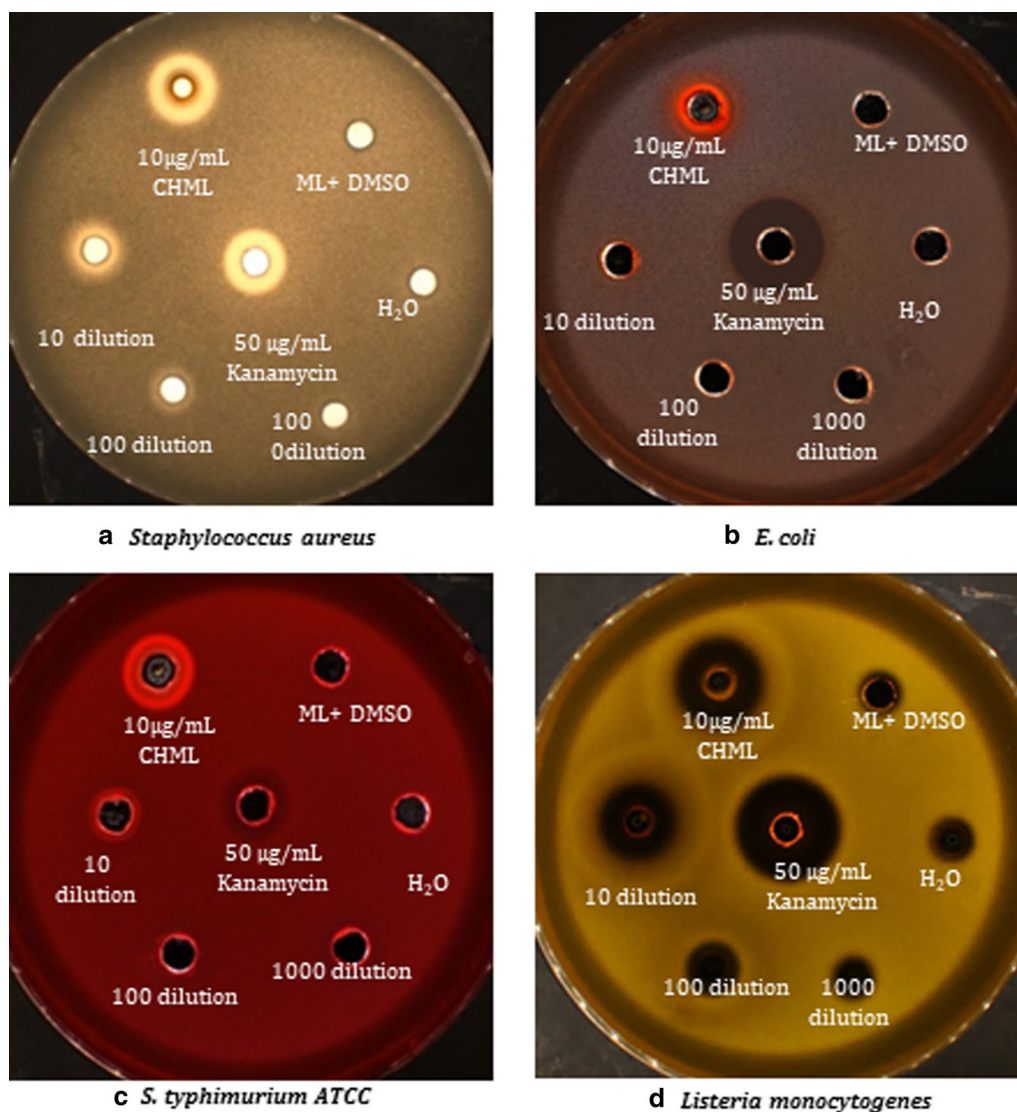 10μg/mL
CHML
ML+ DMSO
H₂O
10 dilution
50 μg/mL
Kanamycin
100 dilution
100
0dilution
a Staphylococcus aureus
10μg/mL
CHML
ML+ DMSO
50 μg/mL
Kanamycin
H₂O
10 dilution
100
dilution
1000
dilution
b E. coli
10μg/mL
CHML
ML+ DMSO
10
dilution
50 μg/mL
Kanamycin
H₂O
100 dilution
1000 dilution
c S. typhimurium ATCC
10μg/mL
CHML
ML+ DMSO
10 dilution
50 μg/mL
Kanamycin
H₂O
100 dilution
1000
dilution
d Listeria monocytogenes